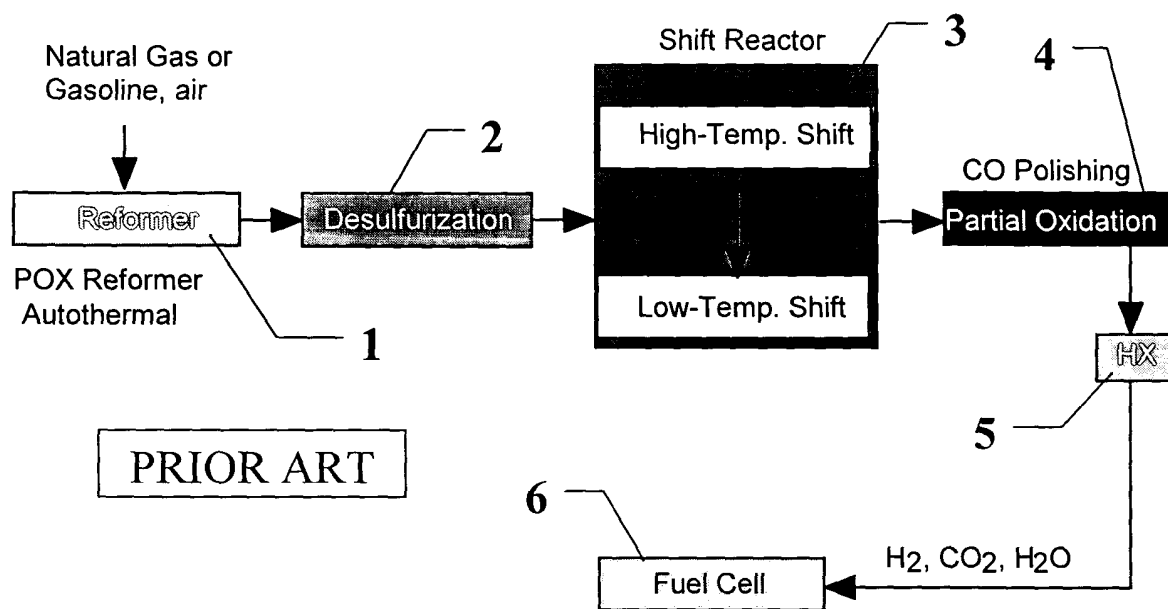 Natural Gas or
Gasoline, air
Reformer
POX Reformer
Autothermal
1
2
Desulfurization
Shift Reactor
3
High-Temp. Shift
Low-Temp. Shift
4
CO Polishing
Partial Oxidation
HX
5
PRIOR ART
6
Fuel Cell
H2, CO2, H2O